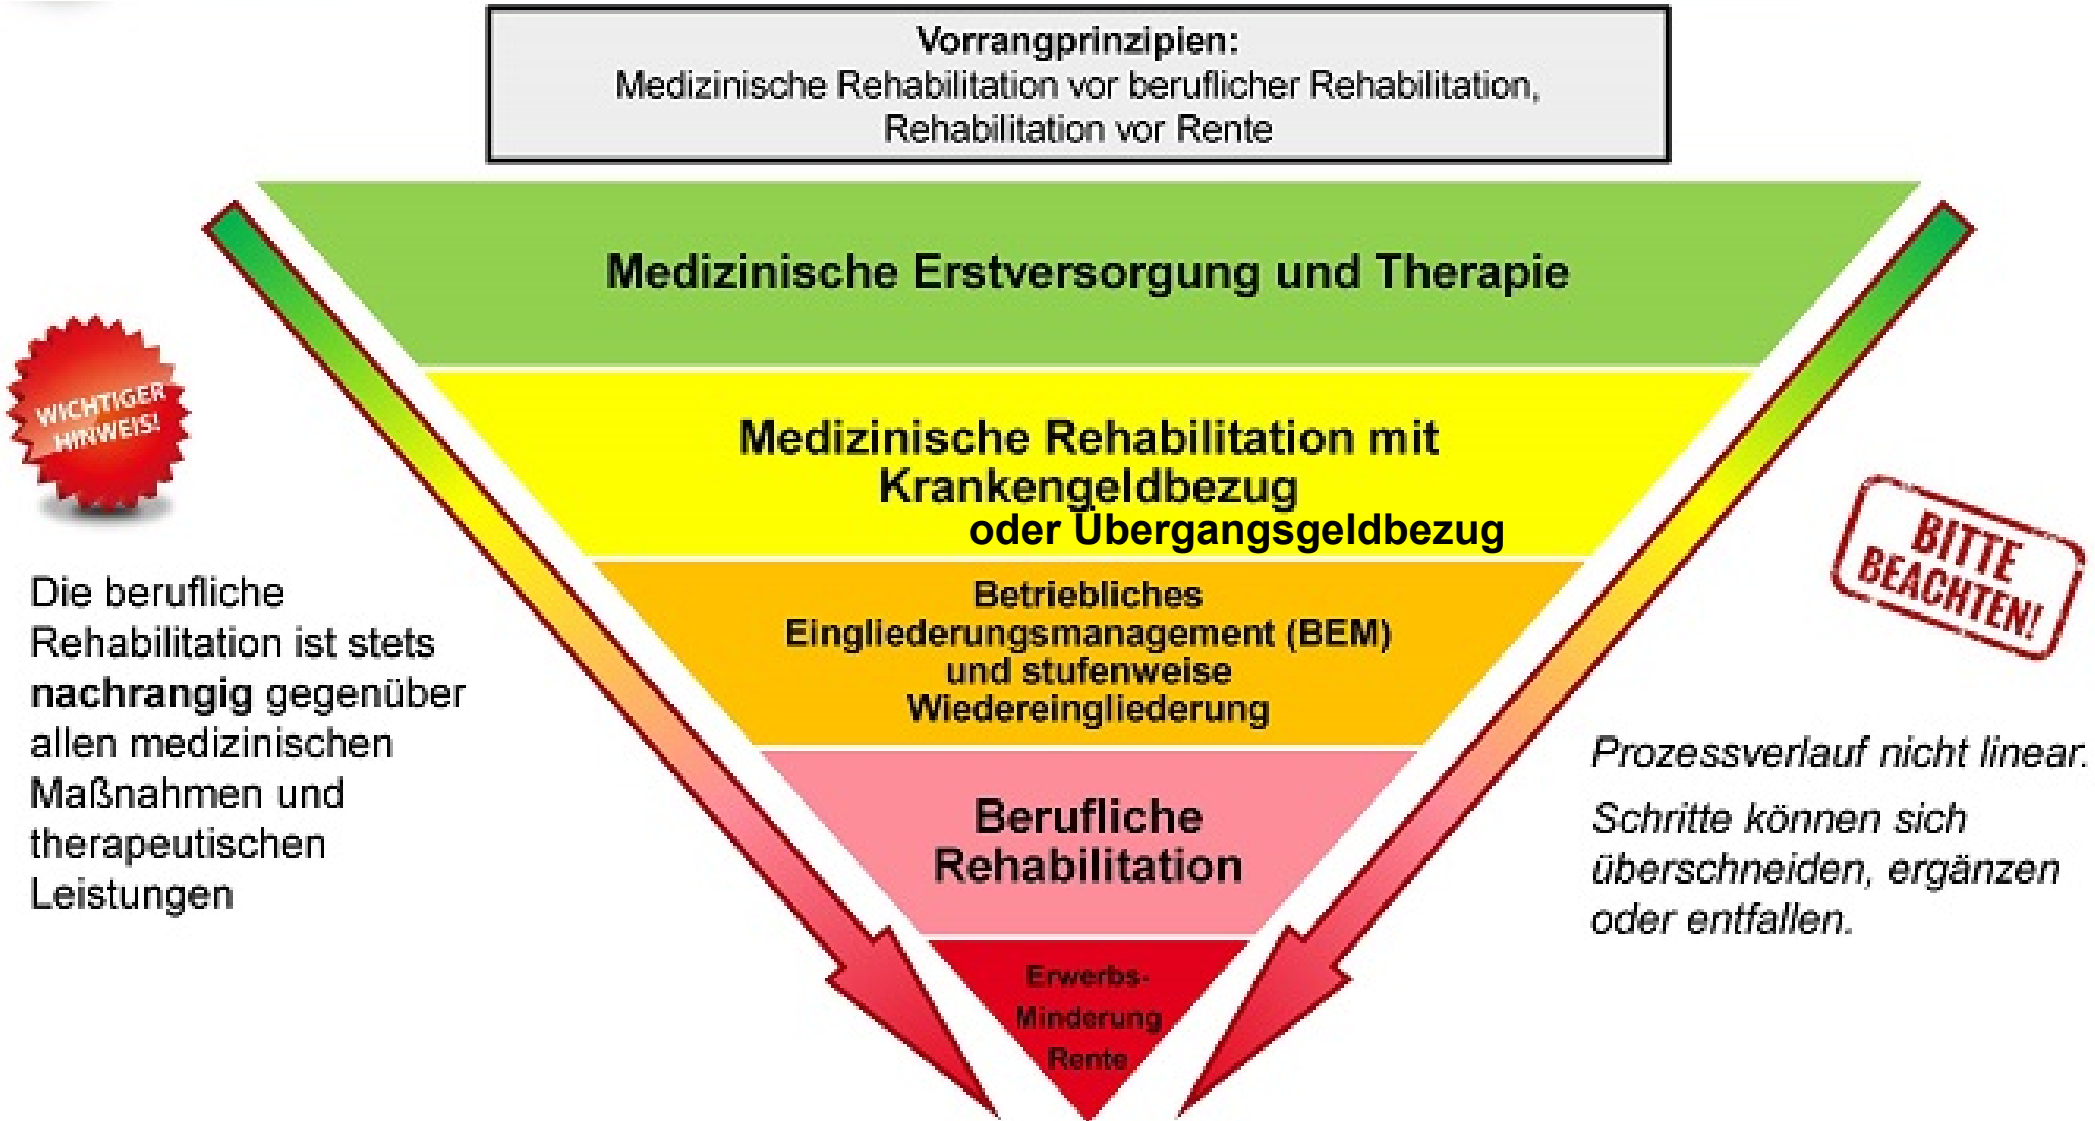 Vorrangprinzipien:
Medizinische Rehabilitation vor beruflicher Rehabilitation,
Rehabilitation vor Rente
Medizinische Erstversorgung und Therapie
Medizinische Rehabilitation mit
Krankengeldbezug
oder Übergangsgeldbezug
Betriebliches
Eingliederungsmanagement (BEM)
und stufenweise
Wiedereingliederung
Berufliche
Rehabilitation
Erwerbs-
Minderung
Rente
WICHTIGER
HINWEIS!
Die berufliche
Rehabilitation ist stets
nachrangig gegenüber
allen medizinischen
Maßnahmen und
therapeutischen
Leistungen
BITTE
BEACHTEN!
Prozessverlauf nicht linear.
Schritte können sich
überschneiden, ergänzen
oder entfallen.